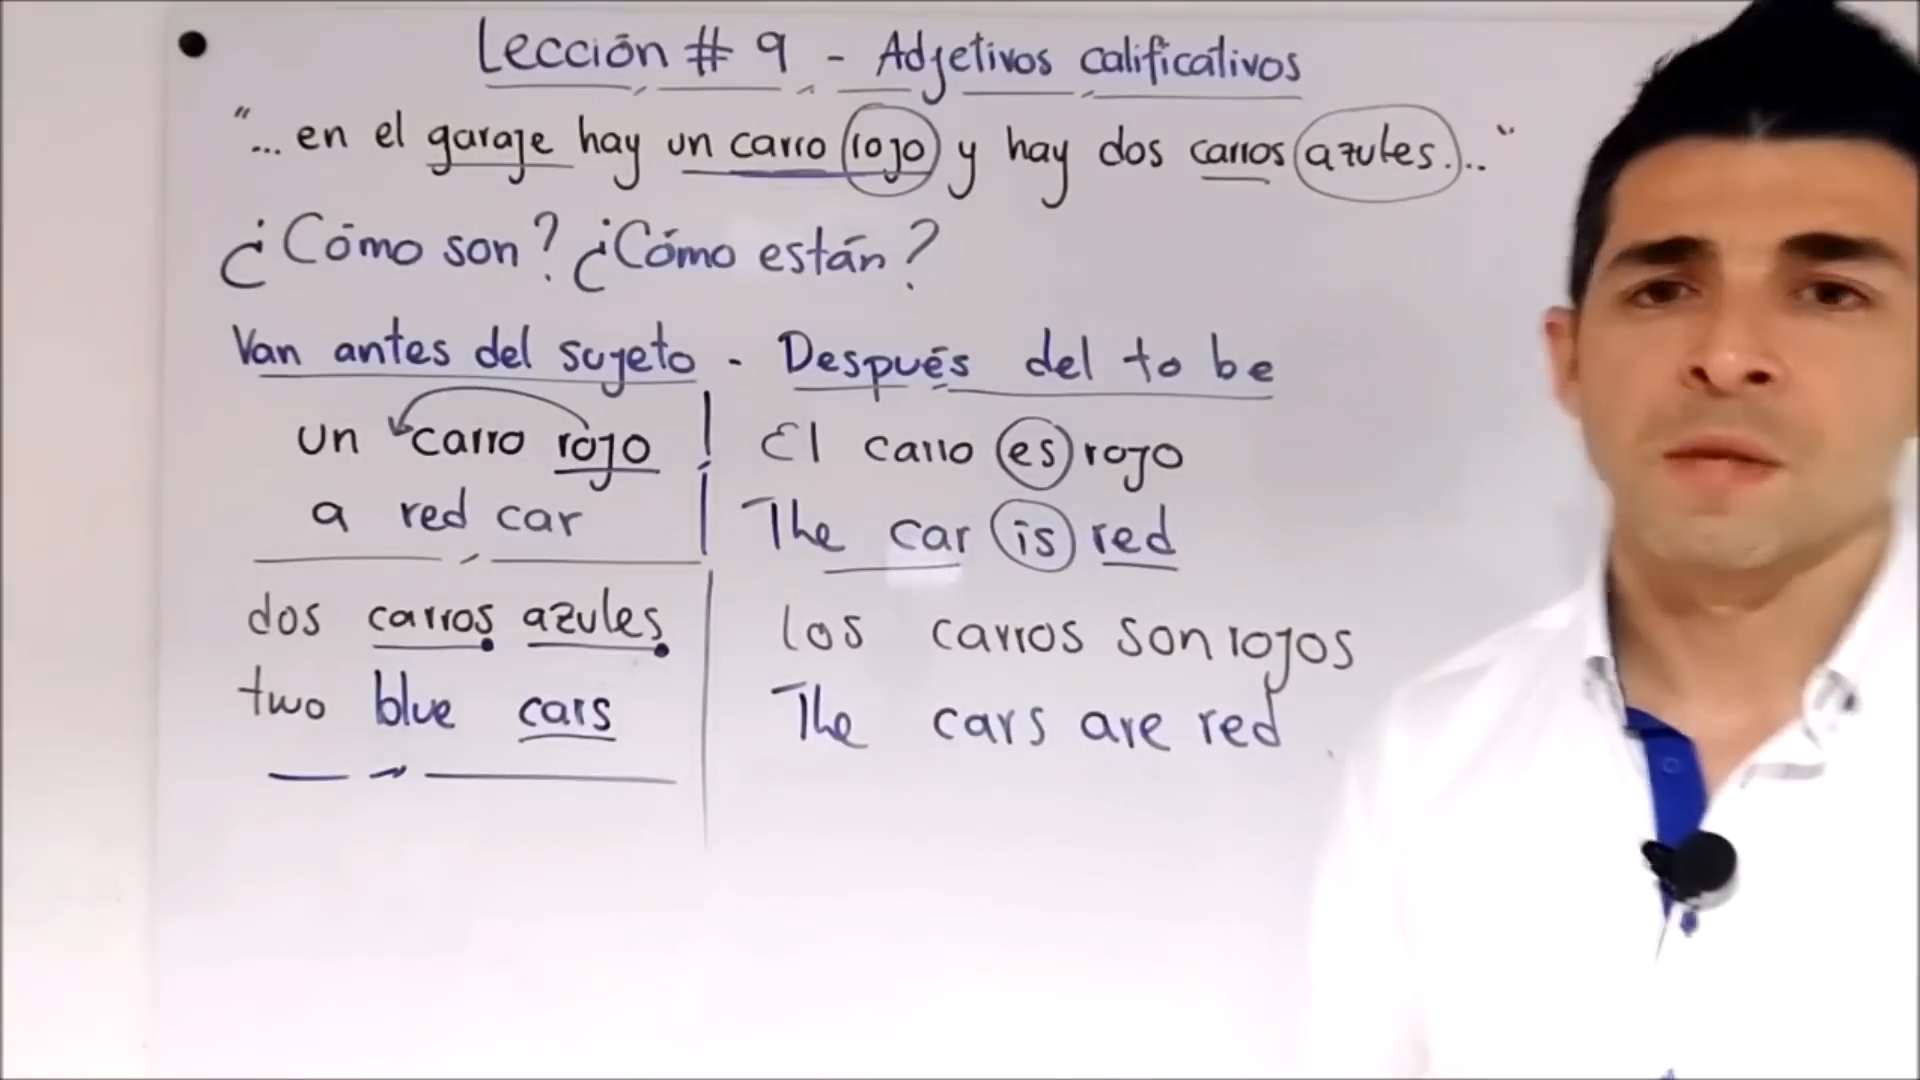 Lección # 9 - Adjetivos calificativos
"... en el garaje hay un carro rojo y hay dos carros azules..."
¿Cómo son? ¿Cómo están?
Van antes del sujeto - Después del to be
un carro rojo
a red car
dos carros azules
two blue cars
El carro es rojo
The car is red
los carros son rojos
The cars are red